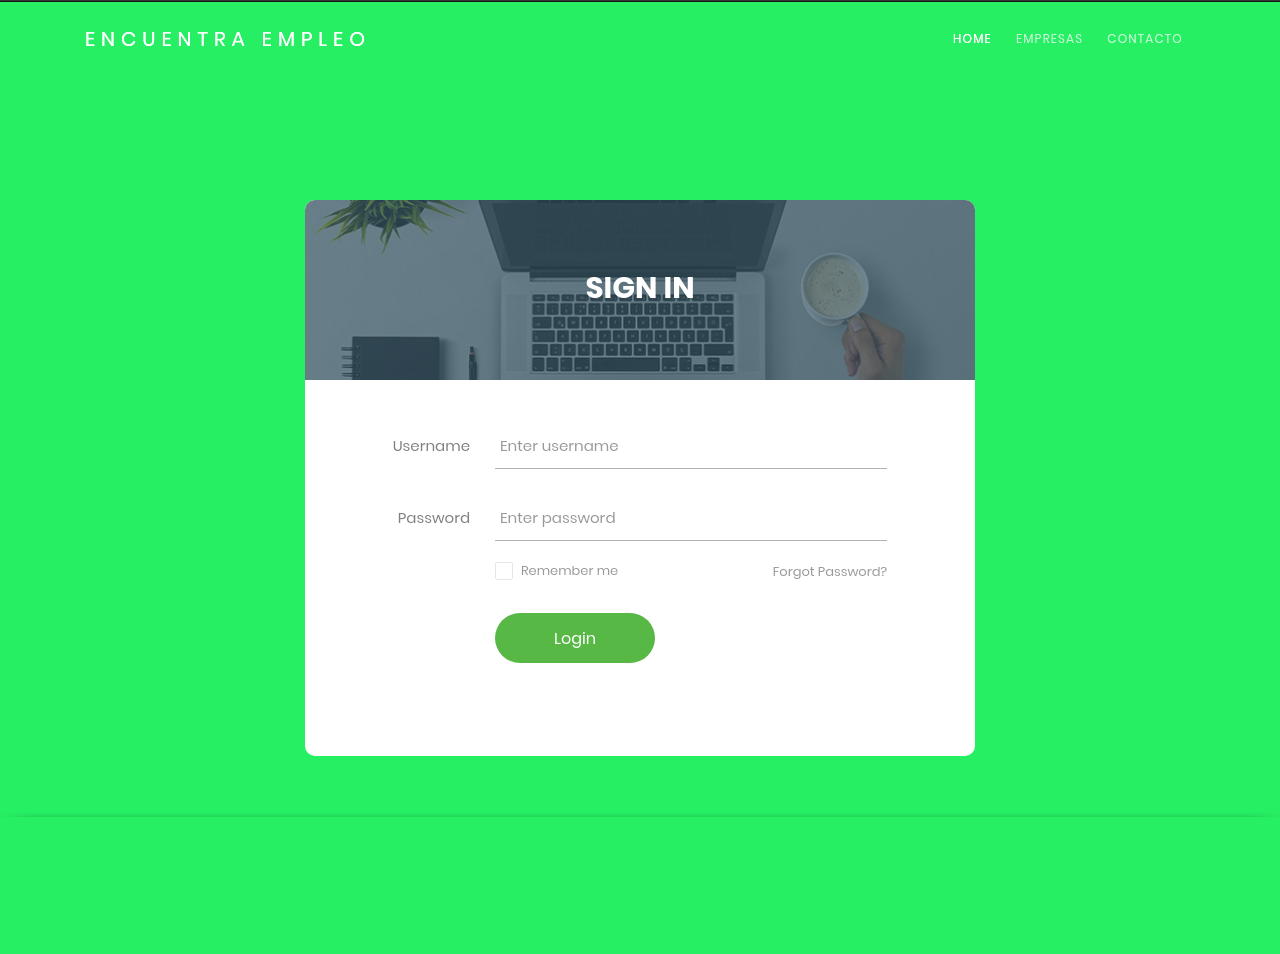 ENCUENTRA EMPLEO
HOME EMPRESAS CONTACTO
SIGN IN
Username Enter username
Password Enter password
Remember me Forgot Password?
Login